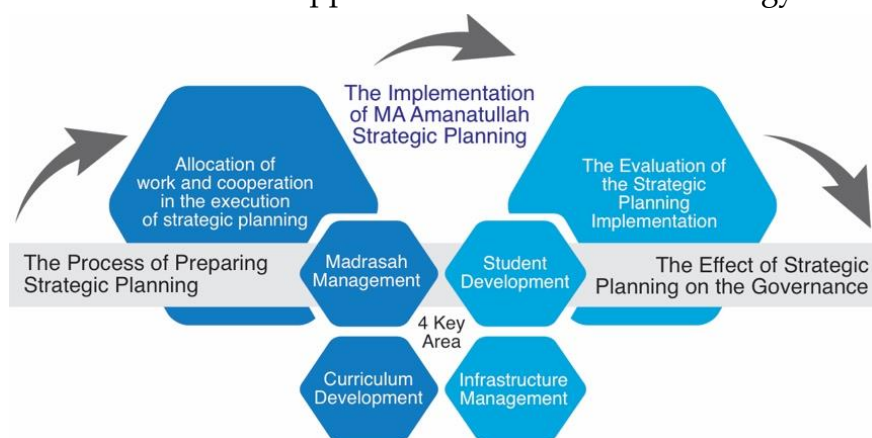 The Implementation
of MA Amanatullah
Strategic Planning
Allocation of
work and cooperation
in the execution
of strategic planning
The Evaluation of
the Strategic
Planning
Implementation
The Process of Preparing
Strategic Planning
Madrasah
Management
Student
Development
The Effect of Strategic
Planning on the Governance
4 Key
Area
Curriculum
Development
Infrastructure
Management